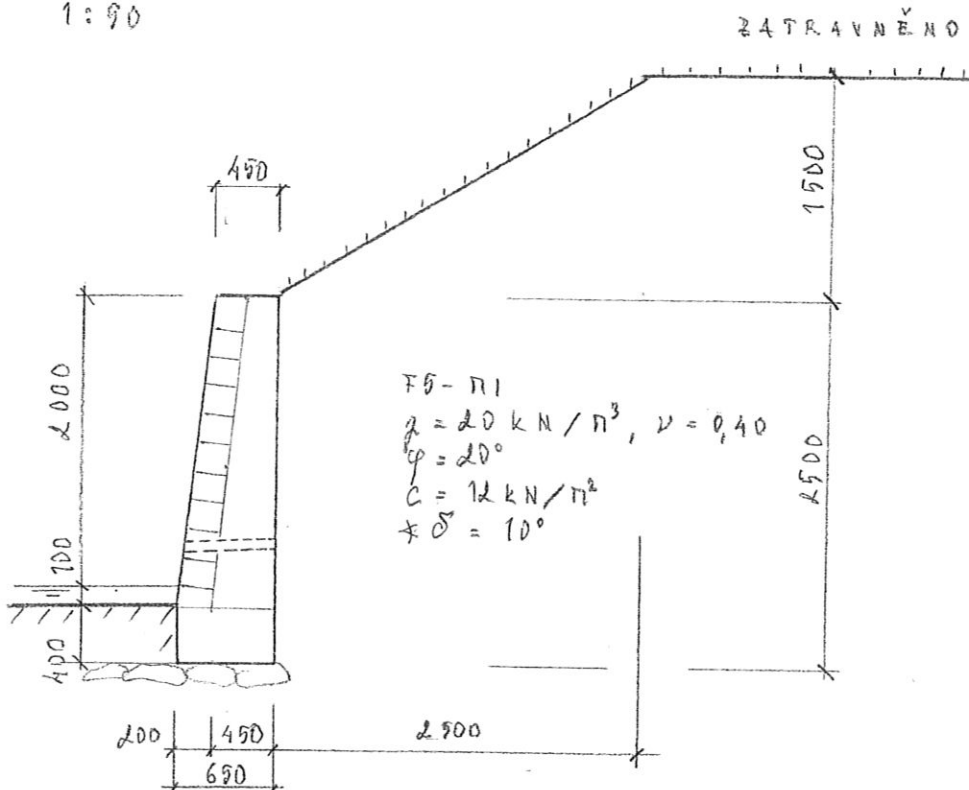 1:50
ZATRAVNĚNO
450
1500
2000
F5-M1
γ = 20 kN/m³, ν = 0,40
φ = 20°
c = 12 kN/m²
* δ = 10°
2500
100
400
200
450
2500
650